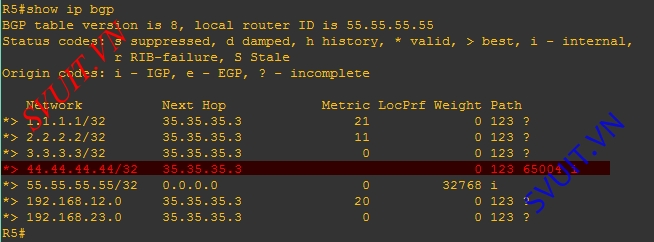 R5#show ip bgp
BGP table version is 8, local router ID is 55.55.55.55
Status codes: s suppressed, d damped, h history, * valid, > best, i - internal,
r RIB-failure, S Stale
Origin codes: i - IGP, e - EGP, ? - incomplete
Network Next Hop Metric LocPrf Weight Path
*> 1.1.1.1/32 35.35.35.3 21 0 123 ?
*> 2.2.2.2/32 35.35.35.3 11 0 123 ?
*> 3.3.3.3/32 35.35.35.3 0 0 123 ?
*> 44.44.44.44/32 35.35.35.3 0 123 65004 i
*> 55.55.55.55/32 0.0.0.0 0 32768 i
*> 192.168.12.0 35.35.35.3 20 0 123 ?
*> 192.168.23.0 35.35.35.3 0 0 123 ?
R5#
SVUIT.VN
SVUIT.VN